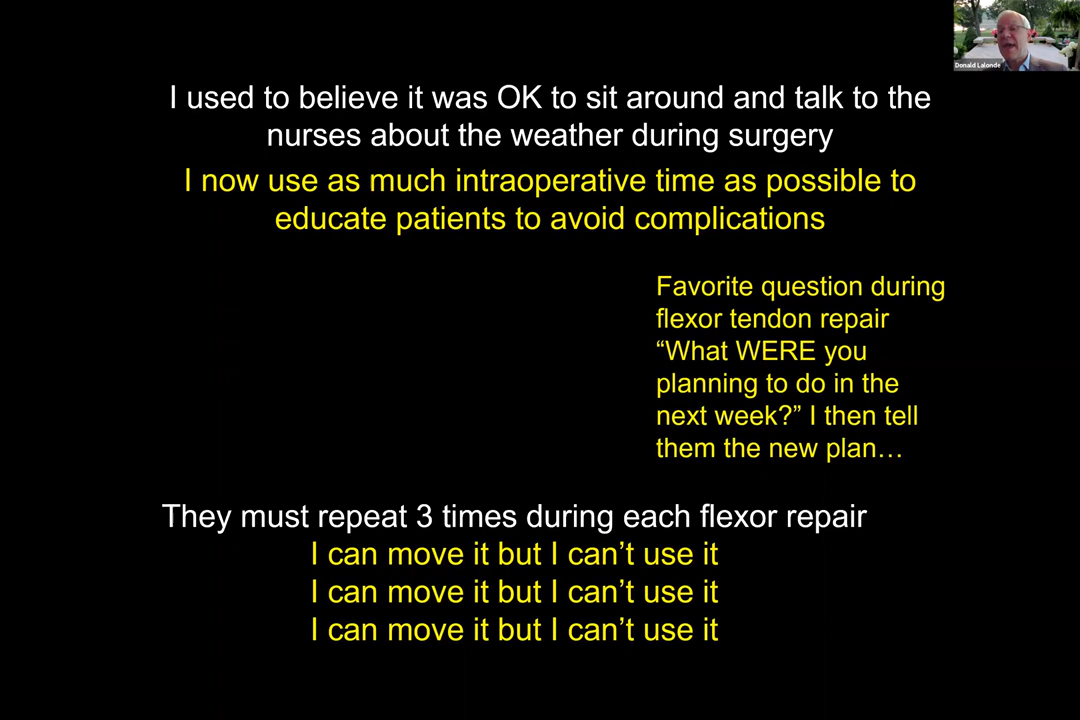 Donald Lalonde
I used to believe it was OK to sit around and talk to the
nurses about the weather during surgery
I now use as much intraoperative time as possible to
educate patients to avoid complications
Favorite question during
flexor tendon repair
“What WERE you
planning to do in the
next week?” I then tell
them the new plan…
They must repeat 3 times during each flexor repair
I can move it but I can’t use it
I can move it but I can’t use it
I can move it but I can’t use it